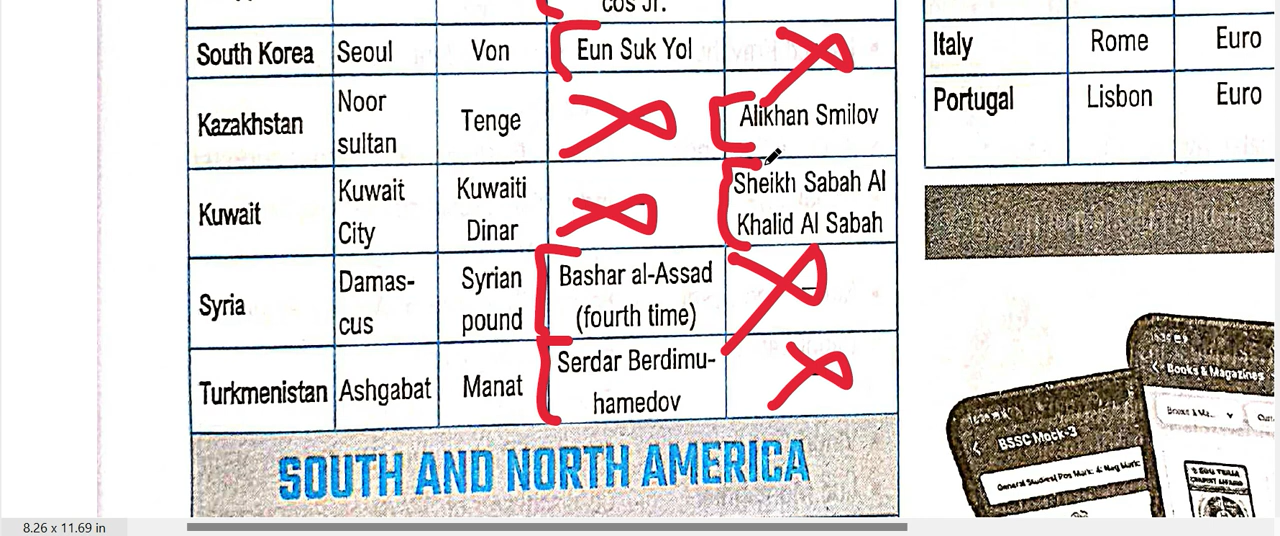 cos Jr.
South Korea Seoul Von Eun Suk Yol
Kazakhstan Noor sultan Tenge Alikhan Smilov
Kuwait Kuwait City Kuwaiti Dinar Sheikh Sabah Al Khalid Al Sabah
Syria Damas-cus Syrian pound Bashar al-Assad (fourth time) –
Turkmenistan Ashgabat Manat Serdar Berdimu-hamedov
SOUTH AND NORTH AMERICA
Italy Rome Euro
Portugal Lisbon Euro
Books & Magazines
BSSC Mock-3
8.26 x 11.69 in